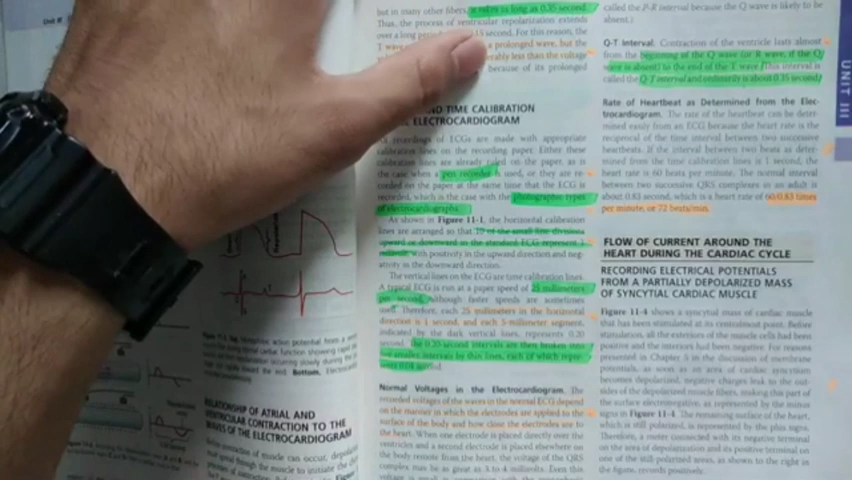 but in many other fibers, it takes as long as 0.35 second.
Thus, the process of ventricular repolarization extends
over a long 0.15 second. For this reason, the
T wave a prolonged wave, but the
less than the voltage
because of its prolonged
AND TIME CALIBRATION
ELECTROCARDIOGRAM
recordings of ECGs are made with appropriate
calibration lines on the recording paper. Either these
calibration lines are already ruled on the paper, as is
the case when a pen recorder is used, or they are re-
corded on the paper at the same time that the ECG is
recorded, which is the case with the photographic types
of electrocardiographs.
As shown in Figure 11-1, the horizontal calibration
lines are arranged so that 10 of the small line divisions
upward or downward in the standard ECG represent 1
millivolt, with positivity in the upward direction and neg-
ativity in the downward direction.
The vertical lines on the ECG are time calibration lines.
A typical ECG is run at a paper speed of 25 millimeters
per second, although faster speeds are sometimes
used. Therefore, each 25 millimeters in the horizontal
direction is 1 second, and each 5-millimeter segment,
indicated by the dark vertical lines, represents 0.20
second. The 0.20-second intervals are then broken into
five smaller intervals by thin lines, each of which repre-
sents 0.04 second.
Normal Voltages in the Electrocardiogram. The
recorded voltages of the waves in the normal ECG depend
on the manner in which the electrodes are applied to the
surface of the body and how close the electrodes are to
the heart. When one electrode is placed directly over the
ventricles and a second electrode is placed elsewhere on
the body remote from the heart, the voltage of the QRS
complex may be as great as 3 to 4 millivolts. Even this
called the P-R interval because the Q wave is likely to be
absent.)
Q-T Interval. Contraction of the ventricle lasts almost
from the beginning of the Q wave (or R wave, if the Q
wave is absent) to the end of the T wave. This interval is
called the Q-T interval and ordinarily is about 0.35 second.
Rate of Heartbeat as Determined from the Elec-
trocardiogram. The rate of the heartbeat can be deter-
mined easily from an ECG because the heart rate is the
reciprocal of the time interval between two successive
heartbeats. If the interval between two beats as deter-
mined from the time calibration lines is 1 second, the
heart rate is 60 beats per minute. The normal interval
between two successive QRS complexes in an adult is
about 0.83 second, which is a heart rate of 60/0.83 times
per minute, or 72 beats/min.
FLOW OF CURRENT AROUND THE
HEART DURING THE CARDIAC CYCLE
RECORDING ELECTRICAL POTENTIALS
FROM A PARTIALLY DEPOLARIZED MASS
OF SYNCYTIAL CARDIAC MUSCLE
Figure 11-4 shows a syncytial mass of cardiac muscle
that has been stimulated at its centralmost point. Before
stimulation, all the exteriors of the muscle cells had been
positive and the interiors had been negative. For reasons
presented in Chapter 5 in the discussion of membrane
potentials, as soon as an area of cardiac syncytium
becomes depolarized, negative charges leak to the out-
sides of the depolarized muscle fibers, making this part of
the surface electronegative, as represented by the minus
signs in Figure 11-4. The remaining surface of the heart,
which is still polarized, is represented by the plus signs.
Therefore, a meter connected with its negative terminal
on the area of depolarization and its positive terminal on
one of the still polarized areas, as shown to the right in
the figure, records positively.
UNIT III
RELATIONSHIP OF ATRIAL AND
VENTRICULAR CONTRACTION TO THE
WAVES OF THE ELECTROCARDIOGRAM